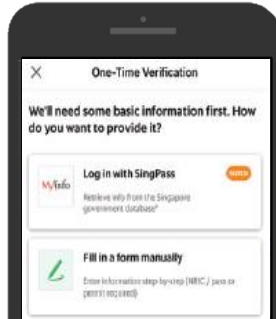 One-Time Verification
We'll need some basic information first. How
do you want to provide it?
MyInfo
Log in with SingPass
Retrieve info from the Singapore
government database*
Fill in a form manually
Enter information step-by-step (NRIC / pass or
permit required)